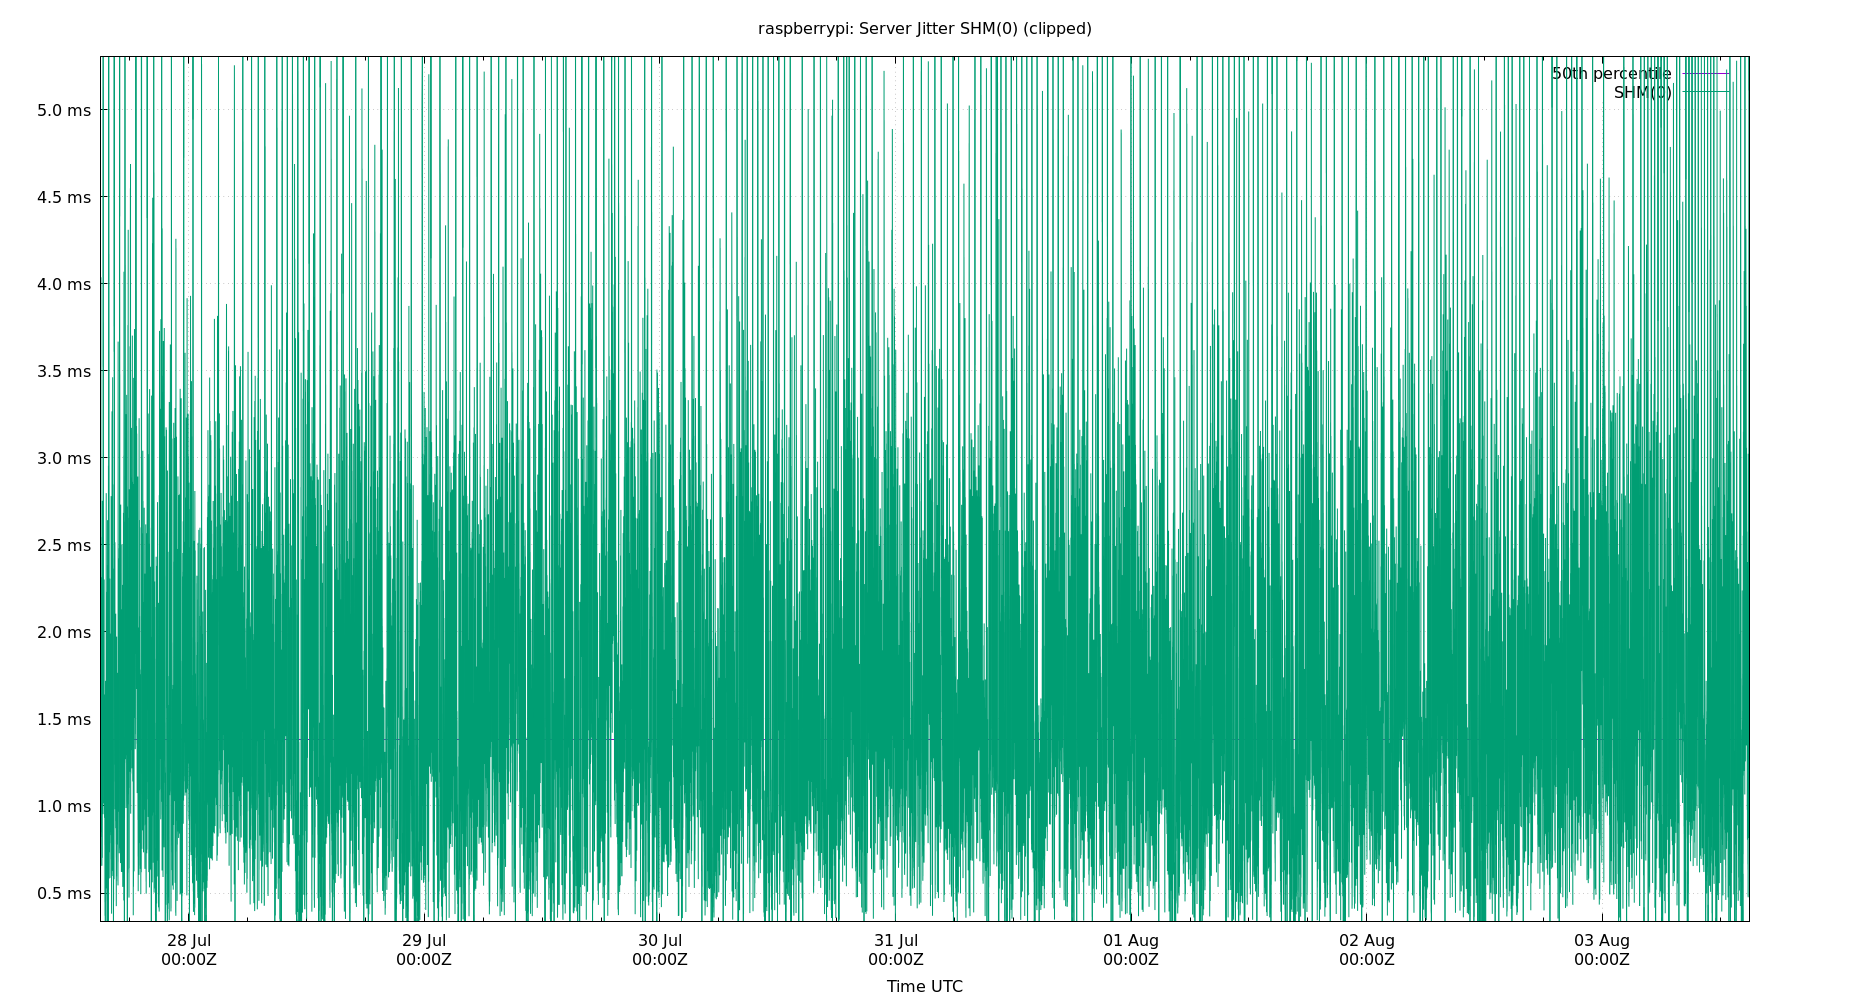 raspberrypi: Server Jitter SHM(0) (clipped)
50th percentile
SHM(0)
5.0 ms
4.5 ms
4.0 ms
3.5 ms
3.0 ms
2.5 ms
2.0 ms
1.5 ms
1.0 ms
0.5 ms
28 Jul
00:00Z
29 Jul
00:00Z
30 Jul
00:00Z
31 Jul
00:00Z
01 Aug
00:00Z
02 Aug
00:00Z
03 Aug
00:00Z
Time UTC